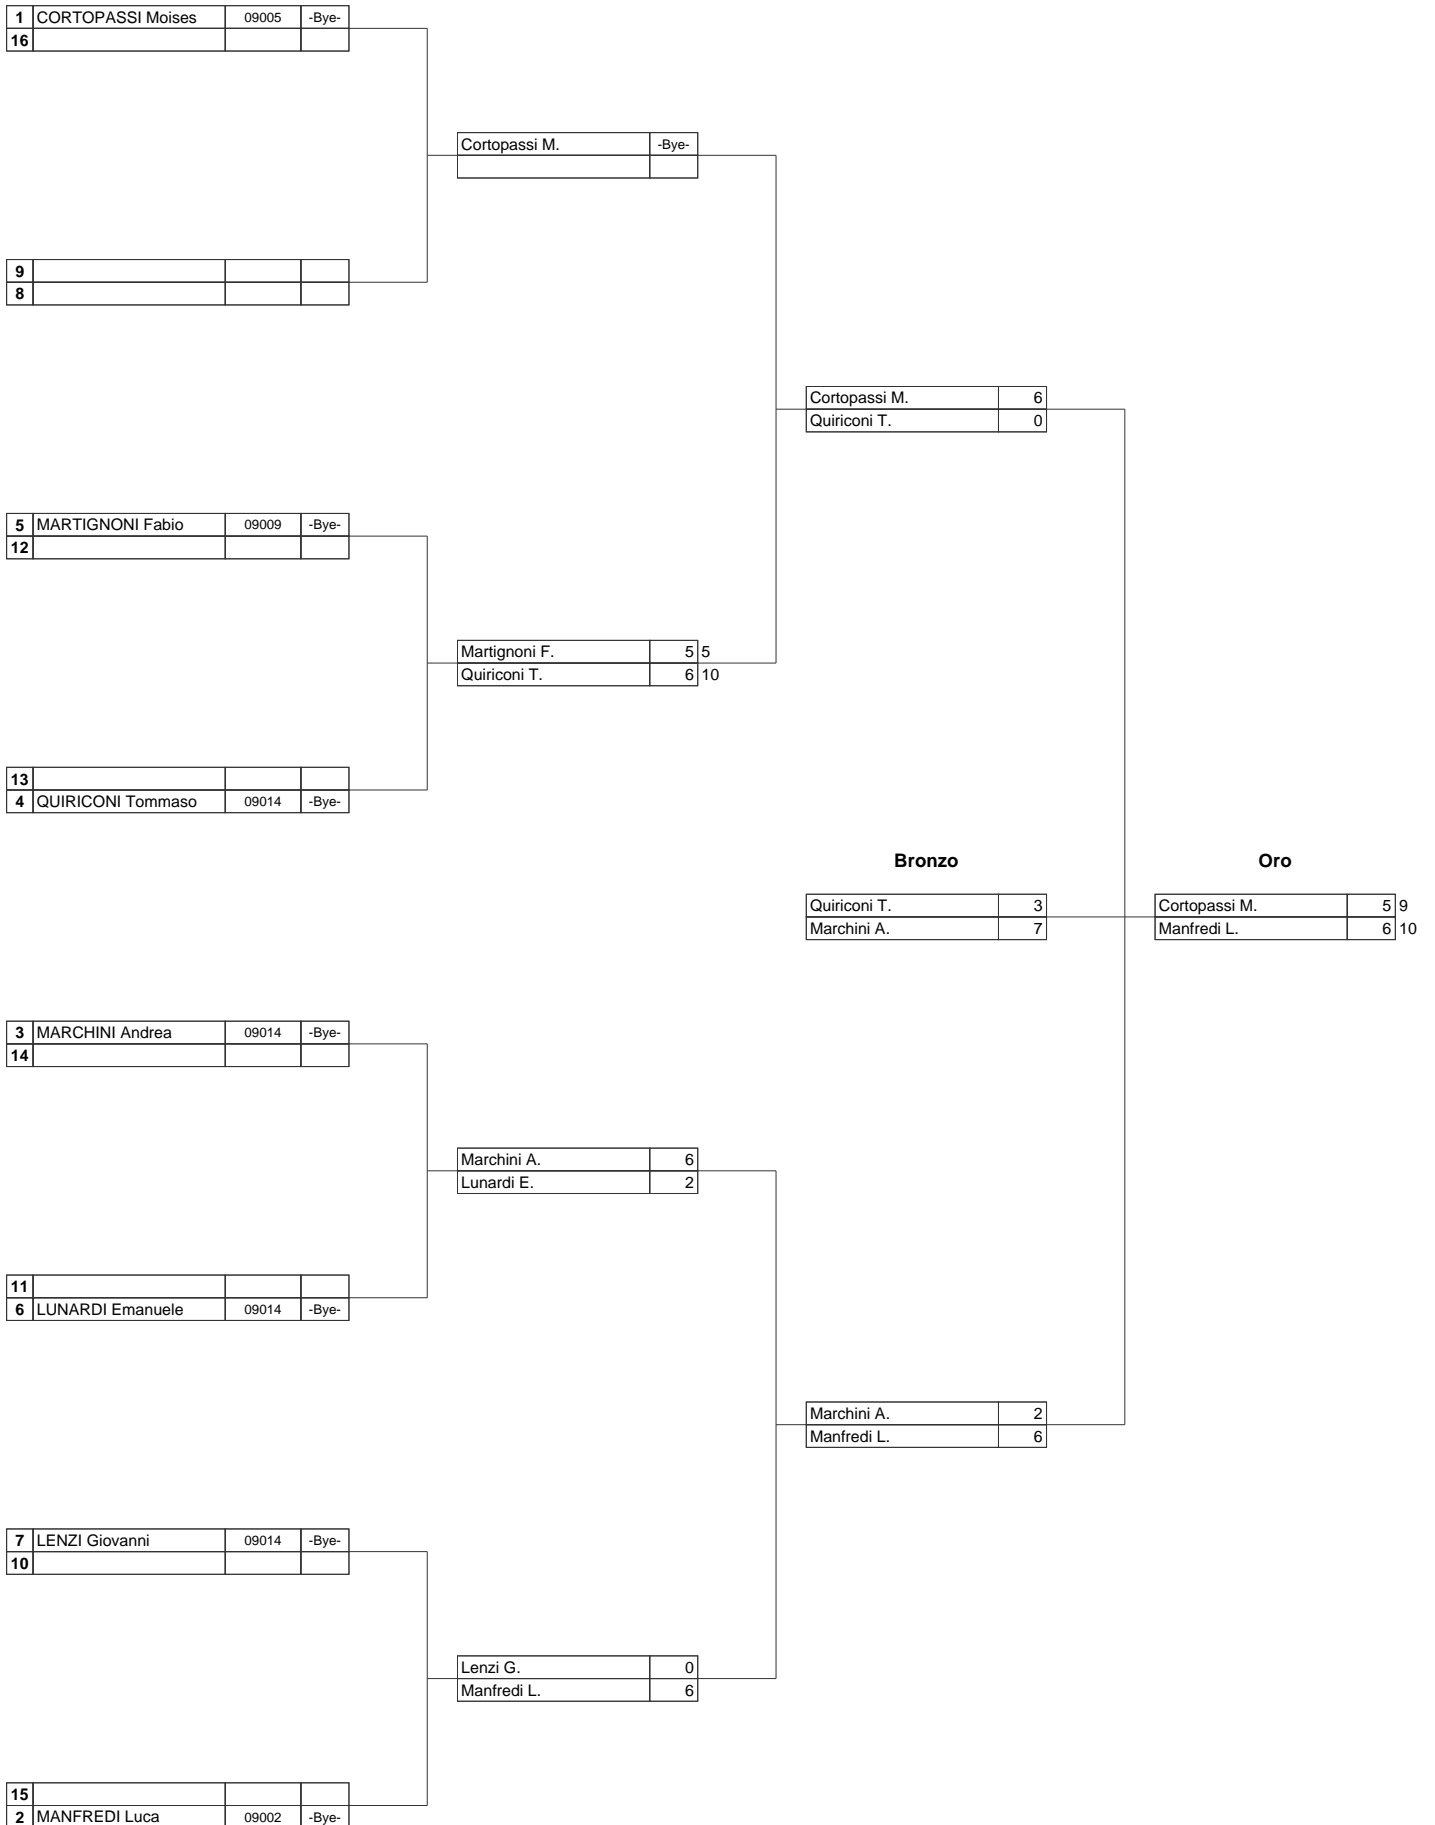 1 CORTOPASSI Moises 09005 -Bye-
16
Cortopassi M. -Bye-
9
8
Cortopassi M. 6
Quiriconi T. 0
5 MARTIGNONI Fabio 09009 -Bye-
12
Martignoni F. 5 5
Quiriconi T. 6 10
13
4 QUIRICONI Tommaso 09014 -Bye-
Bronzo Oro
Quiriconi T. 3 Cortopassi M. 5 9
Marchini A. 7 Manfredi L. 6 10
3 MARCHINI Andrea 09014 -Bye-
14
Marchini A. 6
Lunardi E. 2
11
6 LUNARDI Emanuele 09014 -Bye-
Marchini A. 2
Manfredi L. 6
7 LENZI Giovanni 09014 -Bye-
10
Lenzi G. 0
Manfredi L. 6
15
2 MANFREDI Luca 09002 -Bye-